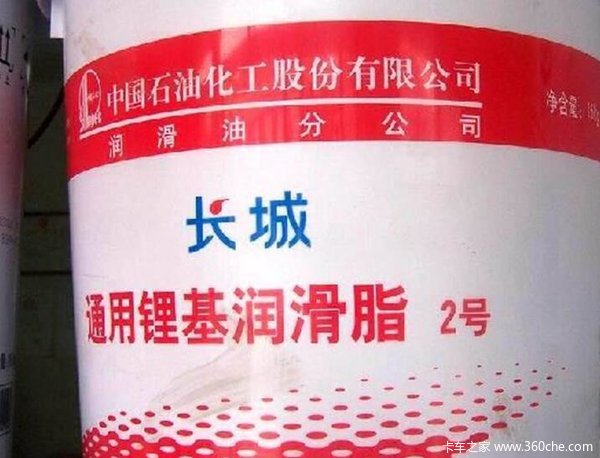 中国石油化工股份有限公司
净含量:
润滑油分公司
长城
通用锂基润滑脂 2号
卡车之家 www.360che.com